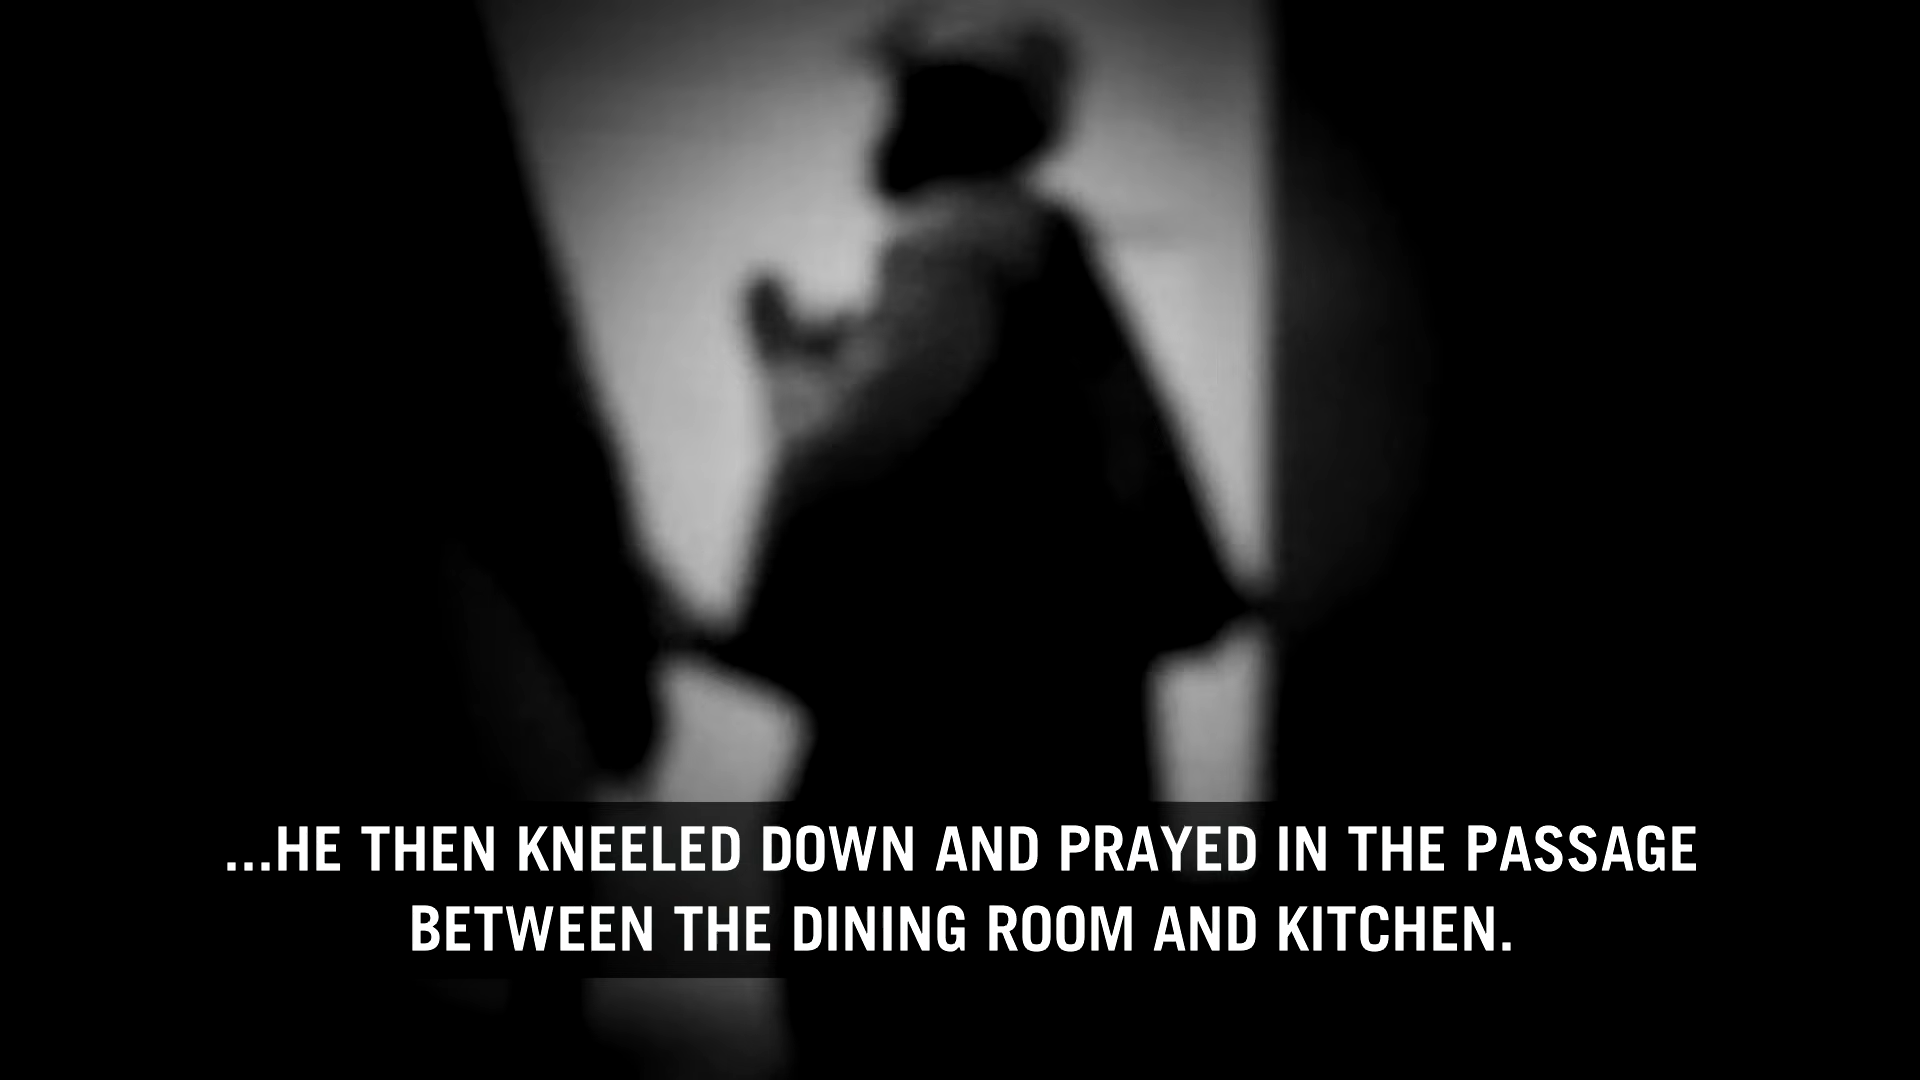 ...HE THEN KNEELED DOWN AND PRAYED IN THE PASSAGE
BETWEEN THE DINING ROOM AND KITCHEN.